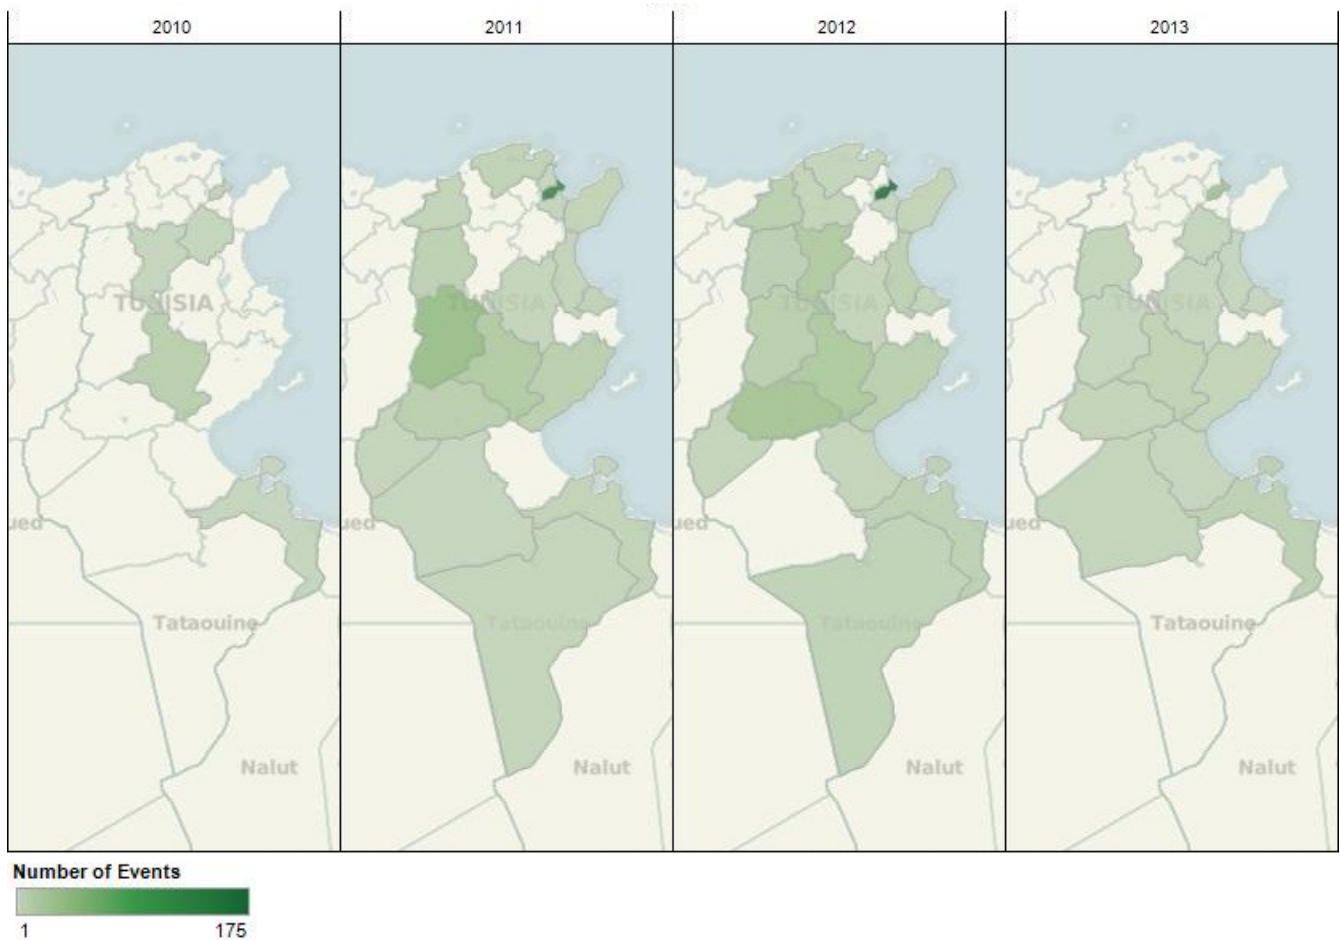 2010
2011
2012
2013
TUNISIA
TUNISIA
TUNISIA
ued
ued
ued
ued
Tataouine
Tataouine
Tataouine
Tataouine
Nalut
Nalut
Nalut
Nalut
Number of Events
1
175